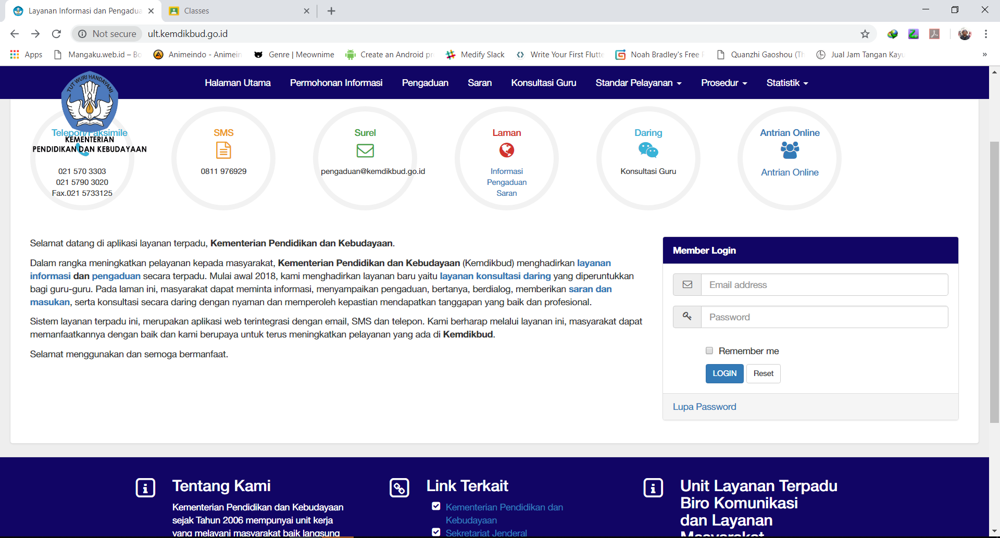 Layanan Informasi dan Pengadua
Classes
Not secure
ult.kemdikbud.go.id
Apps
Mangaku.web.id – Bo
Animeindo - Animein
Genre | Meownime
Create an Android pr
Medify Slack
Write Your First Flutte
Noah Bradley's Free
Quanzhi Gaoshou (Th
Jual Jam Tangan Kayu
»
TUT WURI HANDAYANI
Halaman Utama
Permohonan Informasi
Pengaduan
Saran
Konsultasi Guru
Standar Pelayanan
Prosedur
Statistik
Telepon/Faksimile
KEMENTERIAN
PENDIDIKAN DAN KEBUDAYAAN
021 570 3303
021 5790 3020
Fax.021 5733125
SMS
0811 976929
Surel
pengaduan@kemdikbud.go.id
Laman
Informasi
Pengaduan
Saran
Daring
Konsultasi Guru
Antrian Online
Antrian Online
Selamat datang di aplikasi layanan terpadu, Kementerian Pendidikan dan Kebudayaan.
Dalam rangka meningkatkan pelayanan kepada masyarakat, Kementerian Pendidikan dan Kebudayaan (Kemdikbud) menghadirkan layanan
informasi dan pengaduan secara terpadu. Mulai awal 2018, kami menghadirkan layanan baru yaitu layanan konsultasi daring yang diperuntukkan
bagi guru-guru. Pada laman ini, masyarakat dapat meminta informasi, menyampaikan pengaduan, bertanya, berdialog, memberikan saran dan
masukan, serta konsultasi secara daring dengan nyaman dan memperoleh kepastian mendapatkan tanggapan yang baik dan profesional.
Sistem layanan terpadu ini, merupakan aplikasi web terintegrasi dengan email, SMS dan telepon. Kami berharap melalui layanan ini, masyarakat dapat
memanfaatkannya dengan baik dan kami berupaya untuk terus meningkatkan pelayanan yang ada di Kemdikbud.
Selamat menggunakan dan semoga bermanfaat.
Member Login
Email address
Password
Remember me
LOGIN
Reset
Lupa Password
Tentang Kami
Kementerian Pendidikan dan Kebudayaan
sejak Tahun 2006 mempunyai unit kerja
yang melayani masyarakat baik langsung
Link Terkait
Kementerian Pendidikan dan
Kebudayaan
Sekretariat Jenderal
Unit Layanan Terpadu
Biro Komunikasi
dan Layanan
Masyarakat